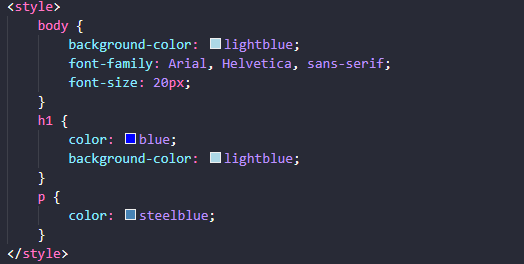 <style>
body {
background-color: lightblue;
font-family: Arial, Helvetica, sans-serif;
font-size: 20px;
}
h1 {
color: blue;
background-color: lightblue;
}
p {
color: steelblue;
}
</style>